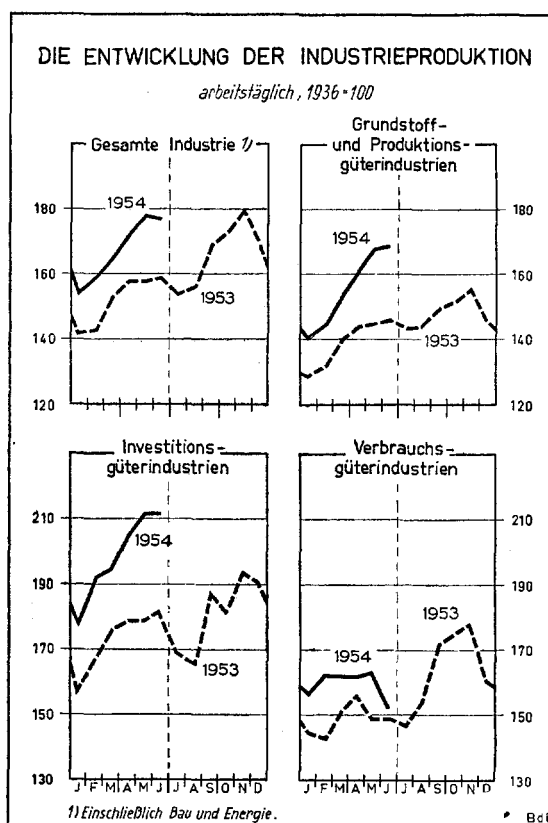 DIE ENTWICKLUNG DER INDUSTRIEPRODUKTION
arbeitstäglich, 1936=100
Gesamte Industrie 1)
180
160
140
120
1954
1953
Grundstoff-
und Produktions-
güterindustrien
1954
1953
180
160
140
120
Investitions-
güterindustrien
210
190
170
150
130
1954
1953
J F M A M J J A S O N D
Verbrauchs-
güterindustrien
1953
1954
210
190
170
150
130
J F M A M J J A S O N D
1) Einschließlich Bau und Energie.
BdL